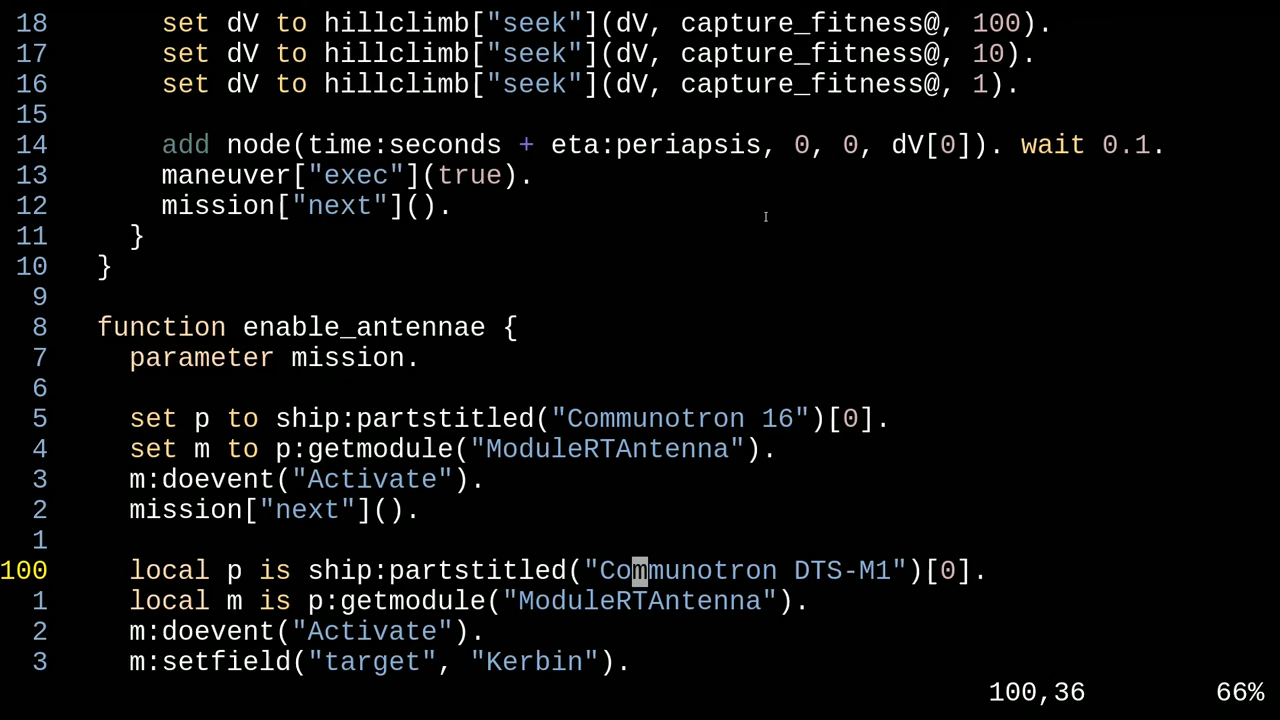 18       set dV to hillclimb["seek"](dV, capture_fitness@, 100).
17       set dV to hillclimb["seek"](dV, capture_fitness@, 10).
16       set dV to hillclimb["seek"](dV, capture_fitness@, 1).
15
14       add node(time:seconds + eta:periapsis, 0, 0, dV[0]). wait 0.1.
13       maneuver["exec"](true).
12       mission["next"]().
11     }
10   }
9
8   function enable_antennae {
7     parameter mission.
6
5     set p to ship:partstitled("Communotron 16")[0].
4     set m to p:getmodule("ModuleRTAntenna").
3     m:doevent("Activate").
2     mission["next"]().
1
100     local p is ship:partstitled("Communotron DTS-M1")[0].
1     local m is p:getmodule("ModuleRTAntenna").
2     m:doevent("Activate").
3     m:setfield("target", "Kerbin").
100,36 66%